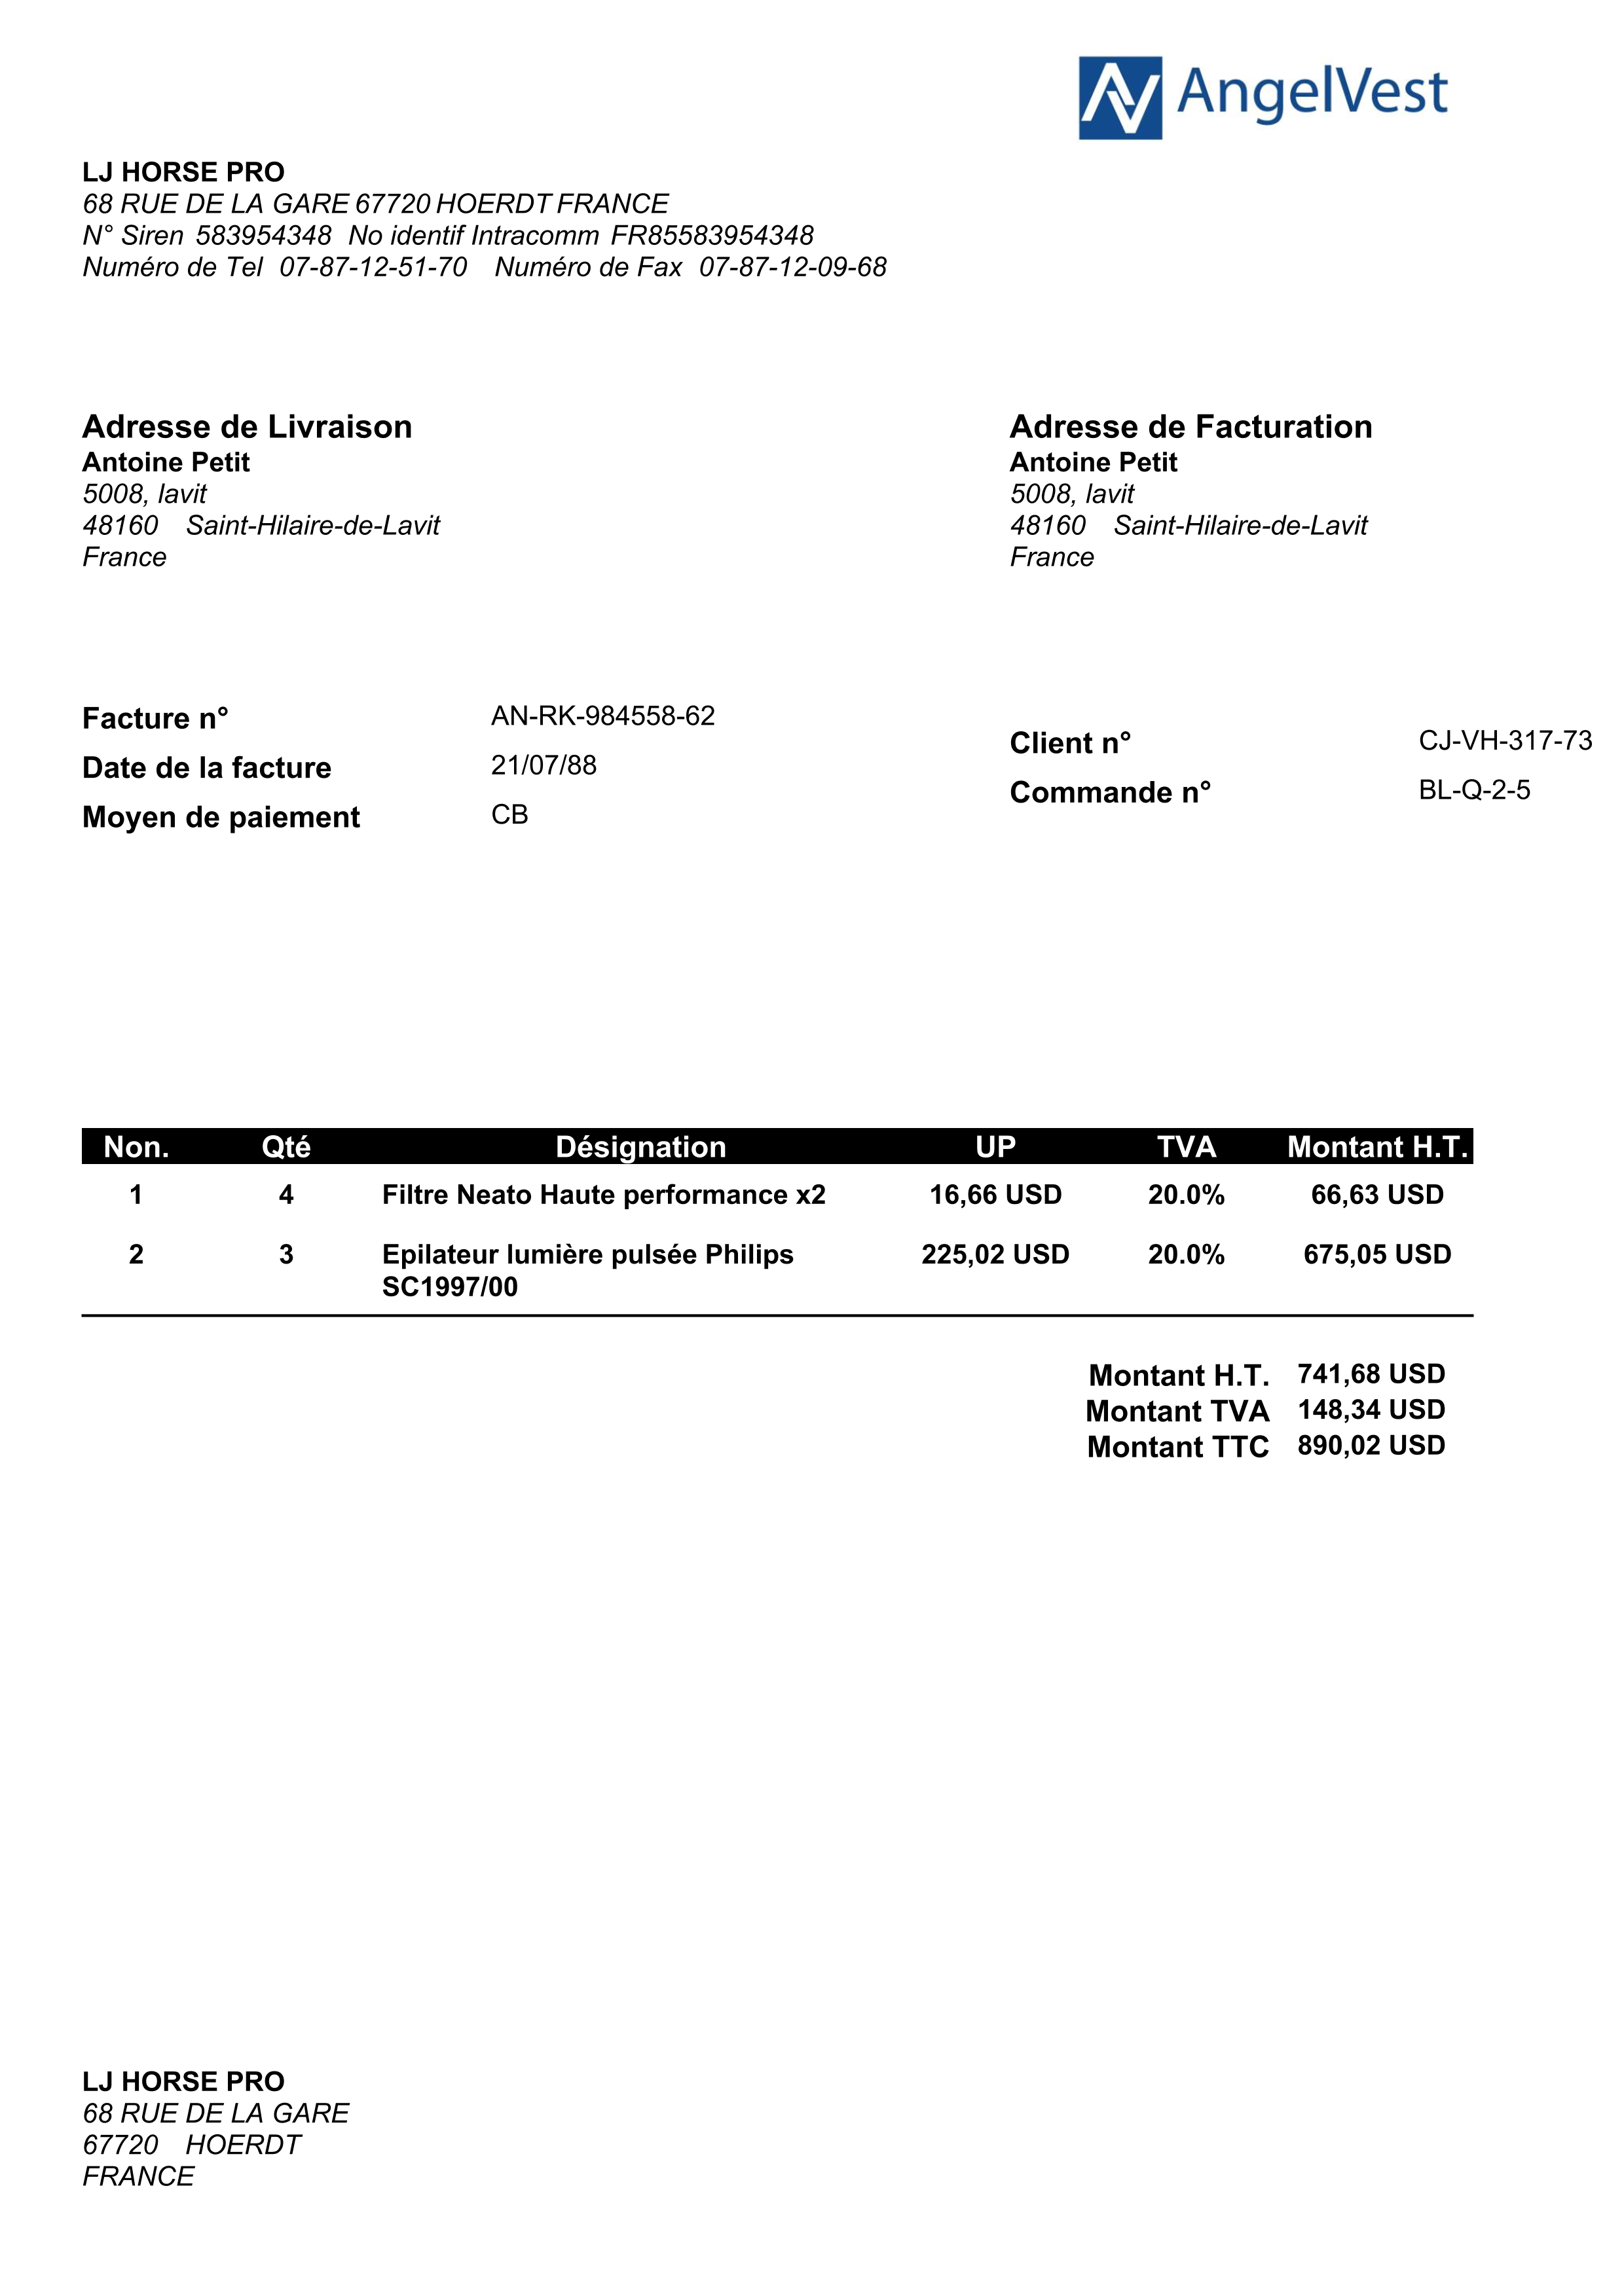 AngelVest
LJ HORSE PRO
68 RUE DE LA GARE 67720 HOERDT FRANCE
N° Siren 583954348 No identif Intracomm FR85583954348
Numéro de Tel 07-87-12-51-70 Numéro de Fax 07-87-12-09-68
Adresse de Livraison
Antoine Petit
5008, lavit
48160 Saint-Hilaire-de-Lavit
France
Adresse de Facturation
Antoine Petit
5008, lavit
48160 Saint-Hilaire-de-Lavit
France
Facture n° AN-RK-984558-62
Date de la facture 21/07/88
Moyen de paiement CB
Client n° CJ-VH-317-73
Commande n° BL-Q-2-5
Non. Qté Désignation UP TVA Montant H.T.
1 4 Filtre Neato Haute performance x2 16,66 USD 20.0% 66,63 USD
2 3 Epilateur lumière pulsée Philips 225,02 USD 20.0% 675,05 USD
SC1997/00
Montant H.T. 741,68 USD
Montant TVA 148,34 USD
Montant TTC 890,02 USD
LJ HORSE PRO
68 RUE DE LA GARE
67720 HOERDT
FRANCE